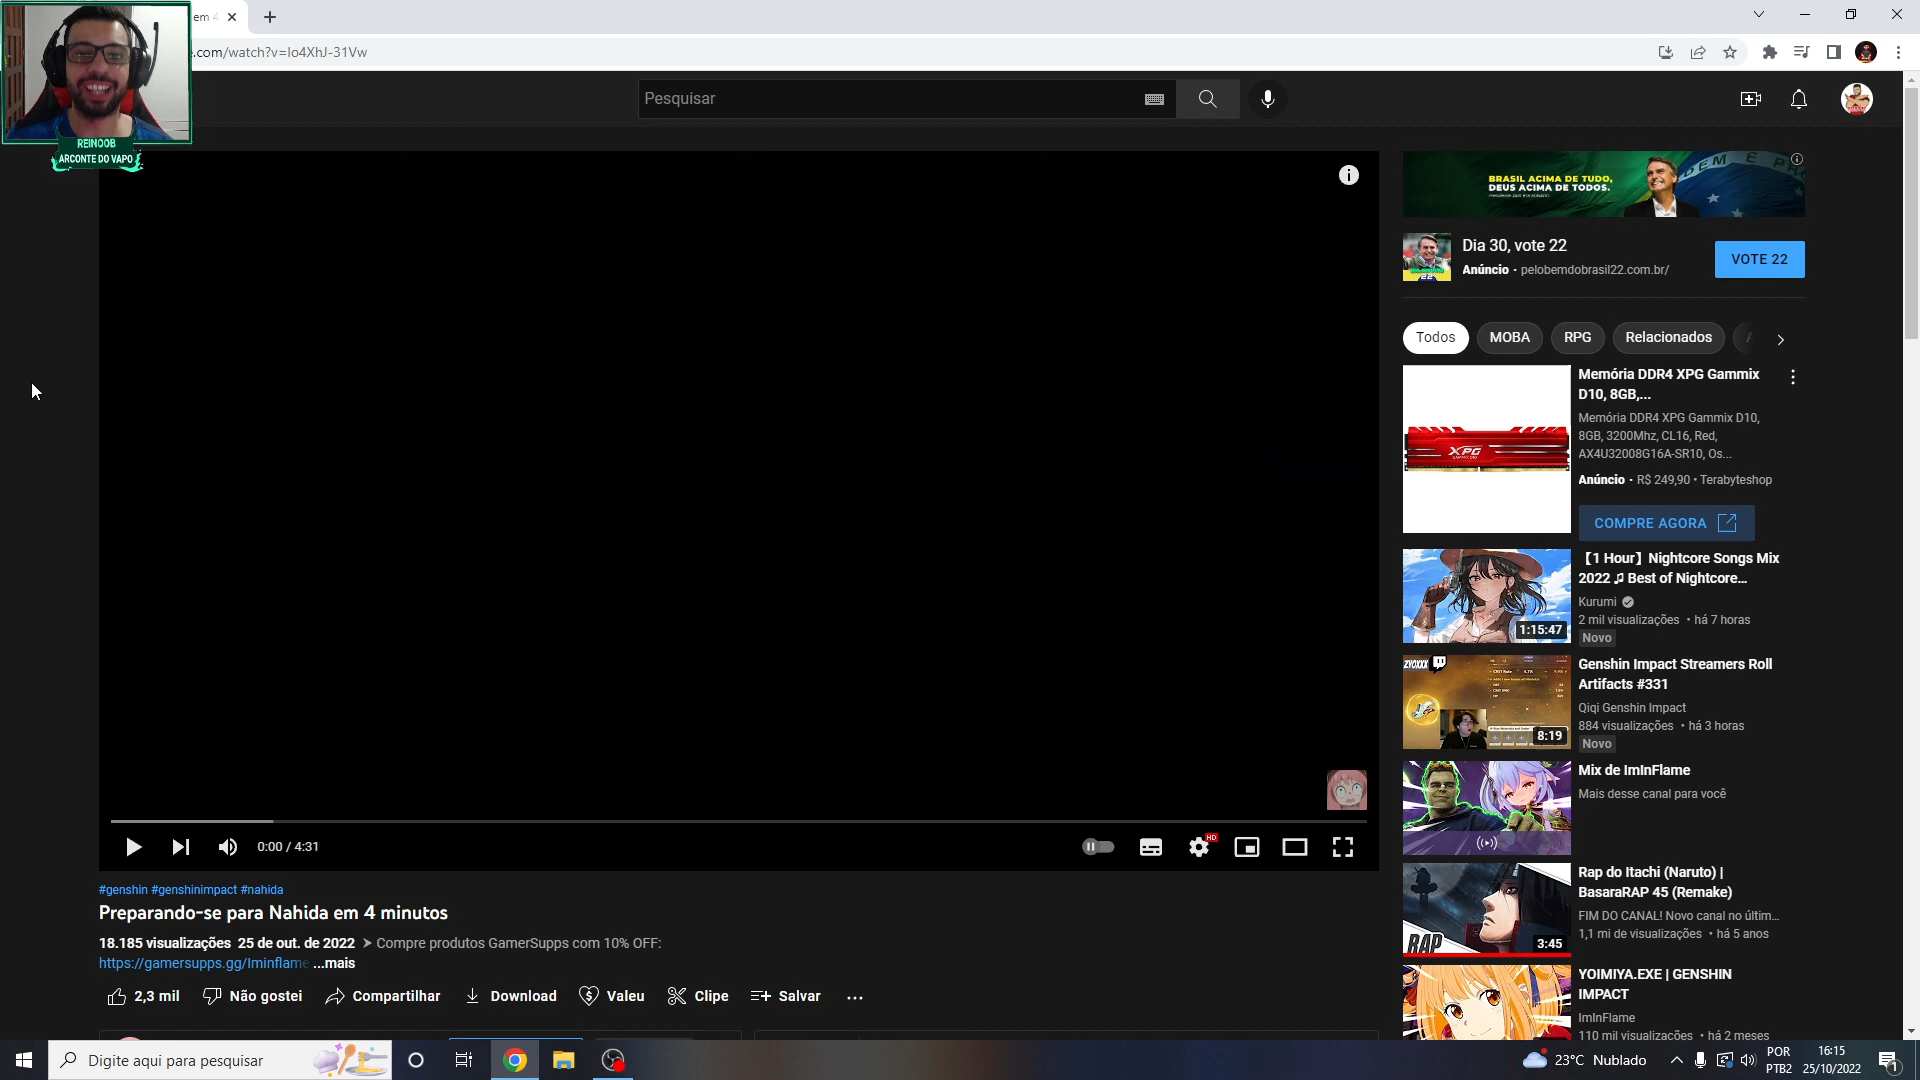 em 4
.com/watch?v=Io4XhJ-31Vw
REINOOB
ARCONTE DO VAPO
Pesquisar
BRASIL ACIMA DE TUDO,
DEUS ACIMA DE TODOS.
DEM E PR
Dia 30, vote 22
Anúncio · pelobemdobrasil22.com.br/
VOTE 22
22
Todos
MOBA
RPG
Relacionados
Memória DDR4 XPG Gammix
D10, 8GB,...
Memória DDR4 XPG Gammix D10,
8GB, 3200Mhz, CL16, Red,
AX4U32008G16A-SR10, Os...
Anúncio · R$ 249,90 • Terabyteshop
COMPRE AGORA
XPG
【1 Hour】Nightcore Songs Mix
2022 ♫ Best of Nightcore...
Kurumi
2 mil visualizações • há 7 horas
Novo
1:15:47
Genshin Impact Streamers Roll
Artifacts #331
Qiqi Genshin Impact
884 visualizações • há 3 horas
Novo
ZYOXXX
8:19
Mix de ImInFlame
Mais desse canal para você
Rap do Itachi (Naruto) |
BasaraRAP 45 (Remake)
FIM DO CANAL! Novo canal no últim...
1,1 mi de visualizações • há 5 anos
RAP
3:45
YOIMIYA.EXE | GENSHIN
IMPACT
ImInFlame
110 mil visualizações • há 2 meses
0:00 / 4:31
HD
#genshin #genshinimpact #nahida
Preparando-se para Nahida em 4 minutos
18.185 visualizações 25 de out. de 2022 ➤ Compre produtos GamerSupps com 10% OFF:
https://gamersupps.gg/Iminflame ...mais
2,3 mil
Não gostei
Compartilhar
Download
Valeu
Clipe
Salvar
Digite aqui para pesquisar
23°C Nublado
POR
PTB2
16:15
25/10/2022
1